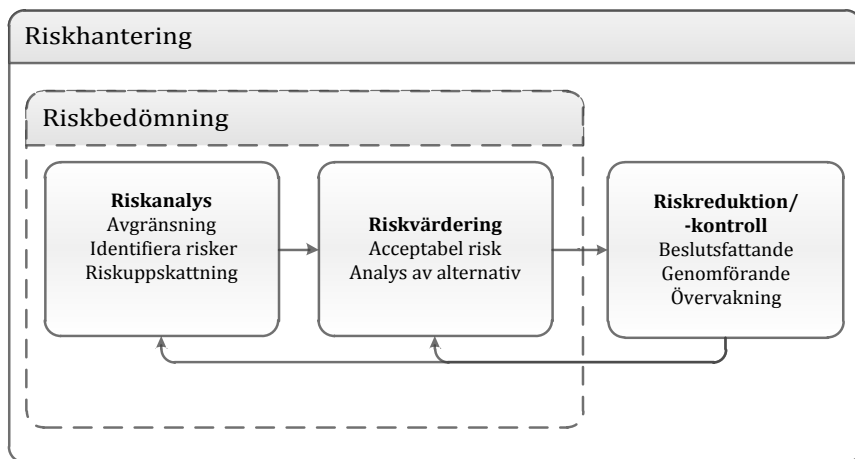 Riskhantering
Riskbedömning
Riskanalys
Avgränsning
Identifiera risker
Riskuppskattning
Riskvärdering
Acceptabel risk
Analys av alternativ
Riskreduktion/
-kontroll
Beslutsfattande
Genomförande
Övervakning